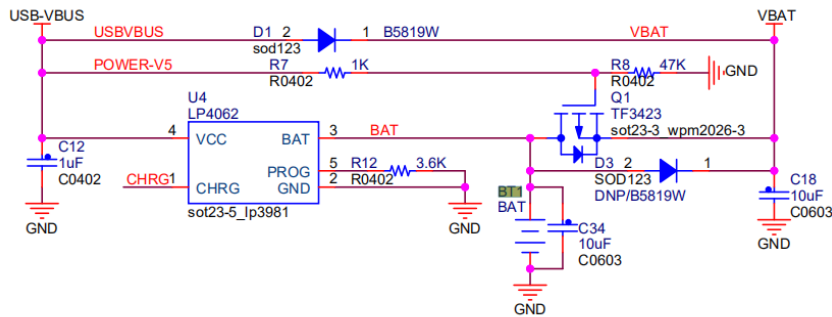 USB-VBUS
VBAT
USBVBUS
D1 2
1 B5819W
VBAT
sod123
POWER-V5
R7
1K
R8
47K
R0402
R0402
GND
U4
LP4062
Q1
TF3423
sot23-3_wpm2026-3
C12
1uF
C0402
4
VCC
BAT
3
BAT
PROG
5
R12
3.6K
R0402
CHRG
1
CHRG
GND
2
sot23-5_lp3981
D3 2
1
SOD123
DNP/B5819W
C18
10uF
C0603
BT1
BAT
C34
10uF
C0603
GND
GND
GND
GND